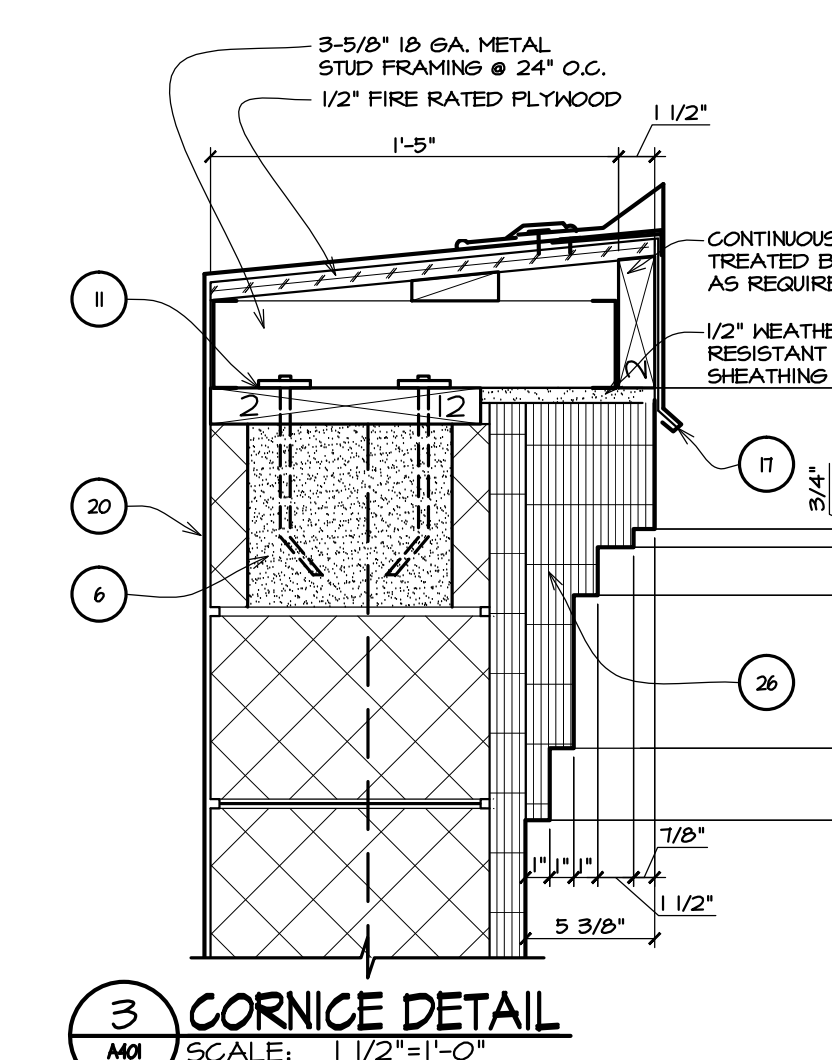 3-5/8" 18 GA. METAL
STUD FRAMING @ 24" O.C.
1/2" FIRE RATED PLYWOOD
1 1/2"
1'-5"
CONTINUOUS
TREATED B
AS REQUIRE
11
1/2" WEATHE
RESISTANT
SHEATHING
2
2
12
17
3/4"
20
6
26
7/8"
1" 1" 1"
1 1/2"
5 3/8"
3 CORNICE DETAIL
A401 SCALE: 1 1/2"=1'-0"